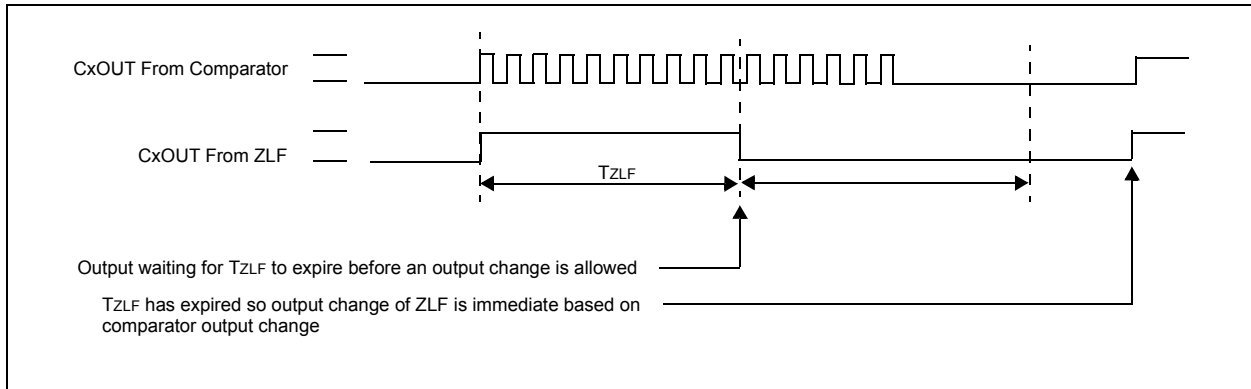 CxOUT From Comparator
CxOUT From ZLF
TZLF
Output waiting for TZLF to expire before an output change is allowed
TZLF has expired so output change of ZLF is immediate based on
comparator output change